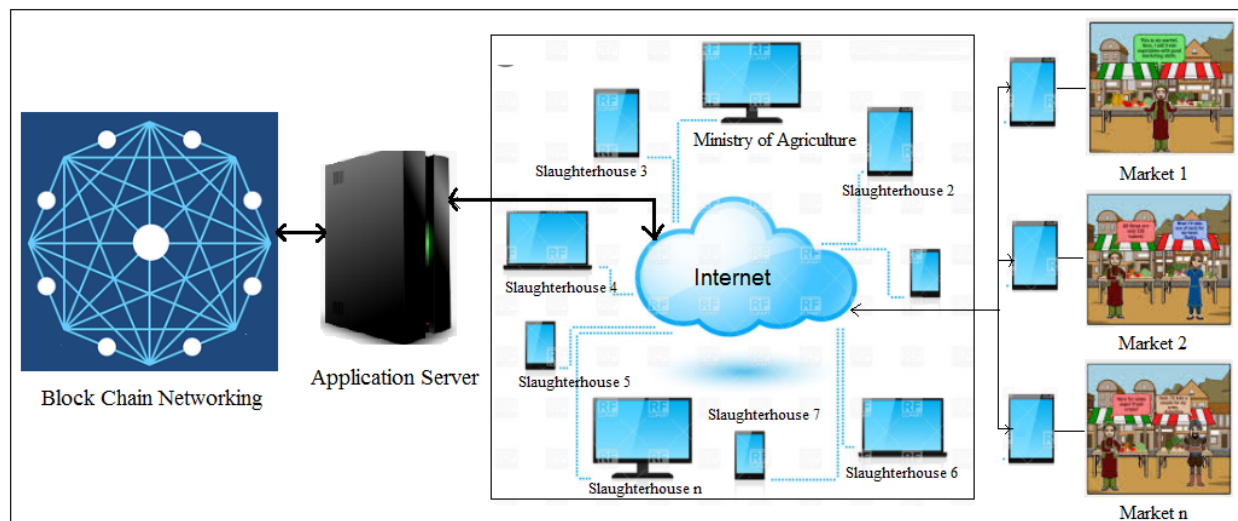 Ministry of Agriculture
Slaughterhouse 3
Slaughterhouse 2
Slaughterhouse 4
Internet
Slaughterhouse 5
Slaughterhouse 7
Slaughterhouse 6
Slaughterhouse n
Block Chain Networking
Application Server
Market 1
Market 2
Market n
RF